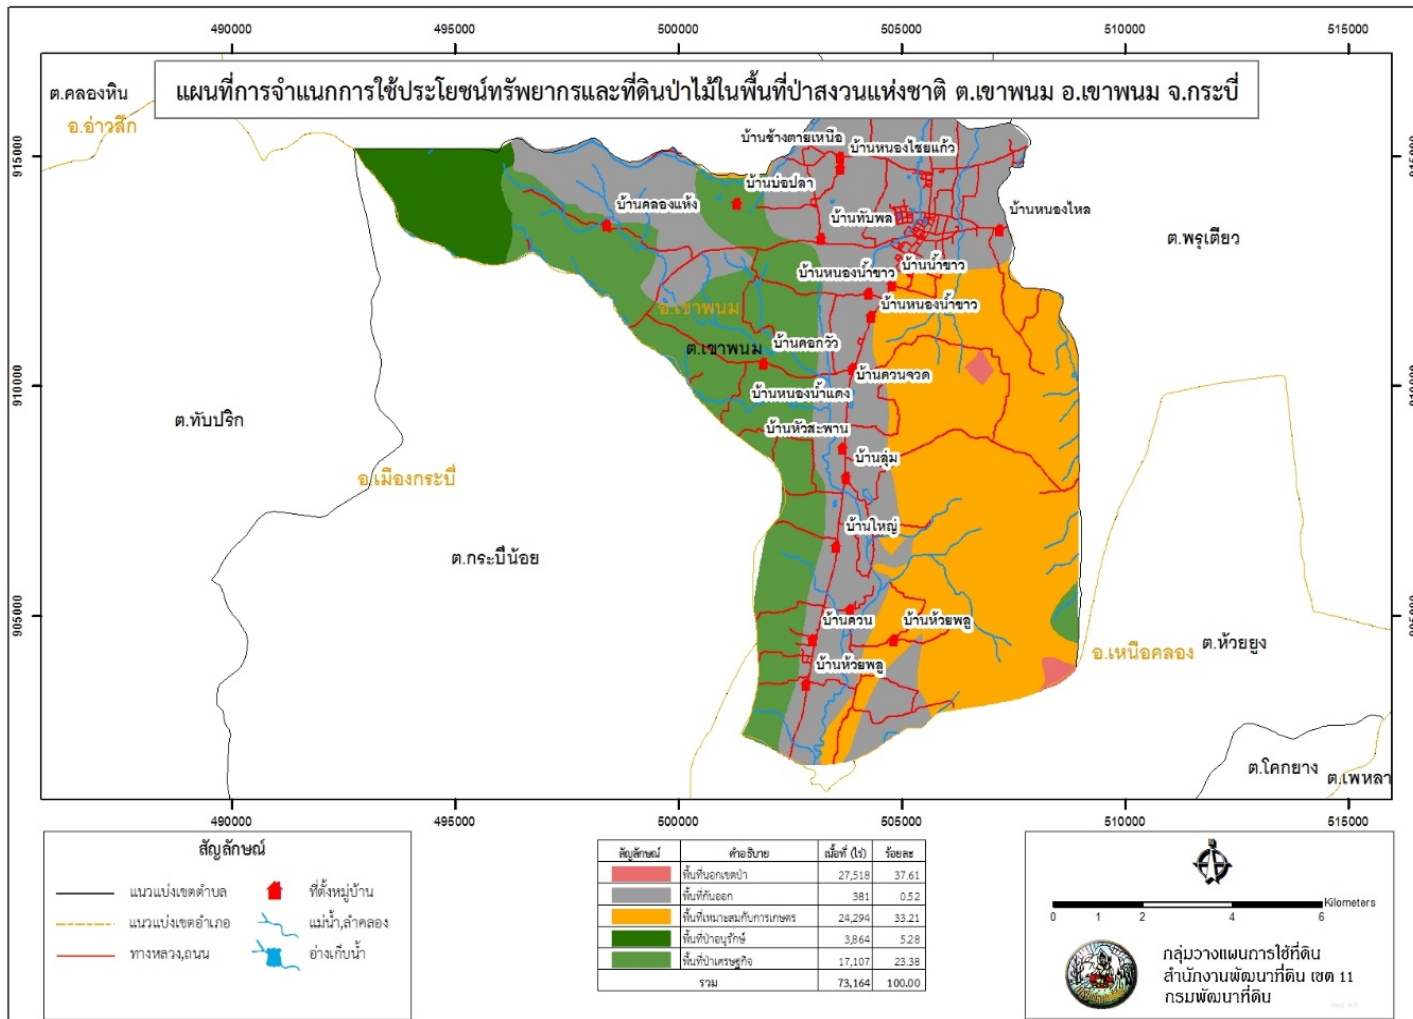 490000 495000 500000 505000 510000 515000
แผนที่การจำแนกการใช้ประโยชน์ทรัพยากรและที่ดินป่าไม้ในพื้นที่ป่าสงวนแห่งชาติ ต.เขาพนม อ.เขาพนม จ.กระบี่
ต.คลองหิน
อ.อ่าวลึก
915000
915000
บ้านช้างตายเหนือ
บ้านหนองไชยแก้ว
บ้านบ่อปลา
บ้านคลองแห้ง
บ้านทับพล
บ้านหนองไหล
ต.พรุเตียว
บ้านหนองน้ำขาว
บ้านน้ำขาว
อ.เขาพนม
บ้านหนองน้ำขาว
บ้านคอกวัว
ต.เขาพนม
910000
910000
บ้านควนจวด
บ้านหนองน้ำแดง
ต.ทับปริก
บ้านหัวสะพาน
บ้านลุ่ม
อ.เมืองกระบี่
บ้านใหญ่
ต.กระบี่น้อย
905000
905000
บ้านควน
บ้านห้วยพลู
อ.เหนือคลอง
ต.ห้วยยูง
บ้านห้วยพลู
ต.โคกยาง
ต.เพหลา
490000 495000 500000 505000 510000 515000
สัญลักษณ์
แนวแบ่งเขตตำบล
ที่ตั้งหมู่บ้าน
แนวแบ่งเขตอำเภอ
แม่น้ำ,ลำคลอง
ทางหลวง,ถนน
อ่างเก็บน้ำ
สัญลักษณ์ คำอธิบาย เนื้อที่ (ไร่) ร้อยละ
พื้นที่นอกเขตป่า 27,518 37.61
พื้นที่กันออก 381 0.52
พื้นที่เหมาะสมกับการเกษตร 24,294 33.21
พื้นที่ป่าอนุรักษ์ 3,864 5.28
พื้นที่ป่าเศรษฐกิจ 17,107 23.38
รวม 73,164 100.00
Kilometers
0 1 2 4 6
กลุ่มวางแผนการใช้ที่ดิน
สำนักงานพัฒนาที่ดิน เขต 11
กรมพัฒนาที่ดิน